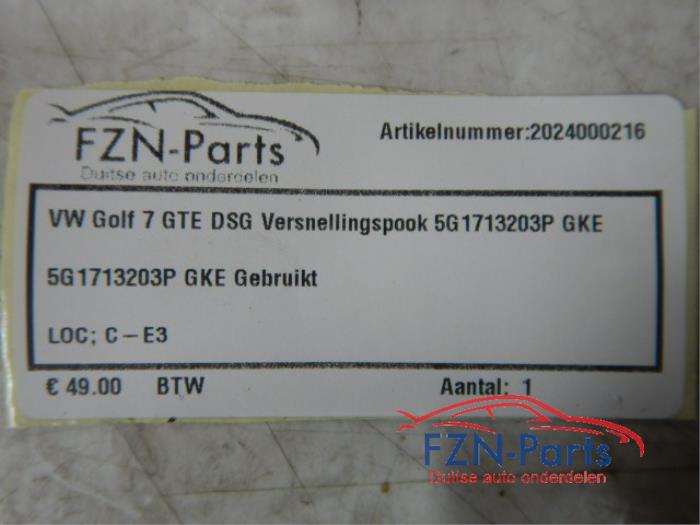 FZN-Parts
Duitse auto onderdelen
Artikelnummer:2024000216
VW Golf 7 GTE DSG Versnellingspook 5G1713203P GKE
5G1713203P GKE Gebruikt
LOC; C-E3
€ 49.00 BTW Aantal: 1
FZN-Parts
Duitse auto onderdelen